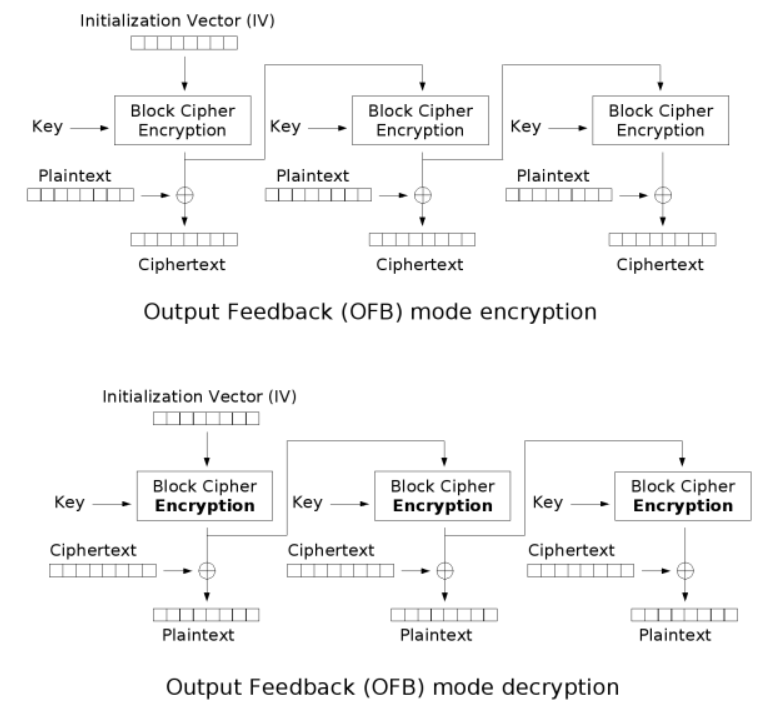 Initialization Vector (IV)
Block Cipher
Encryption
Block Cipher
Encryption
Block Cipher
Encryption
Key
Key
Key
Plaintext
Plaintext
Plaintext
Ciphertext
Ciphertext
Ciphertext
Output Feedback (OFB) mode encryption
Initialization Vector (IV)
Block Cipher
Encryption
Block Cipher
Encryption
Block Cipher
Encryption
Key
Key
Key
Ciphertext
Ciphertext
Ciphertext
Plaintext
Plaintext
Plaintext
Output Feedback (OFB) mode decryption